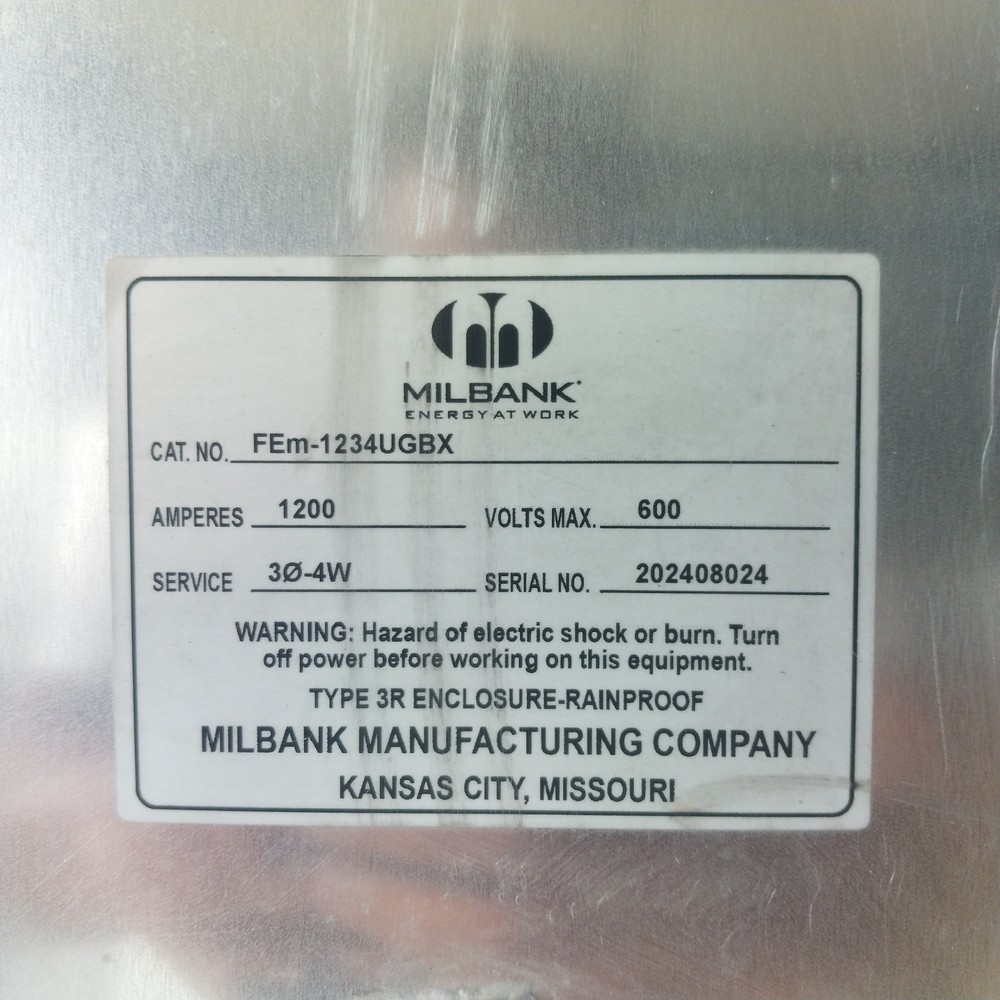 MILBANK
ENERGY AT WORK
CAT. NO. FEm-1234UGBX
AMPERES 1200 VOLTS MAX. 600
SERVICE 3Ø-4W SERIAL NO. 202408024
WARNING: Hazard of electric shock or burn. Turn
off power before working on this equipment.
TYPE 3R ENCLOSURE-RAINPROOF
MILBANK MANUFACTURING COMPANY
KANSAS CITY, MISSOURI